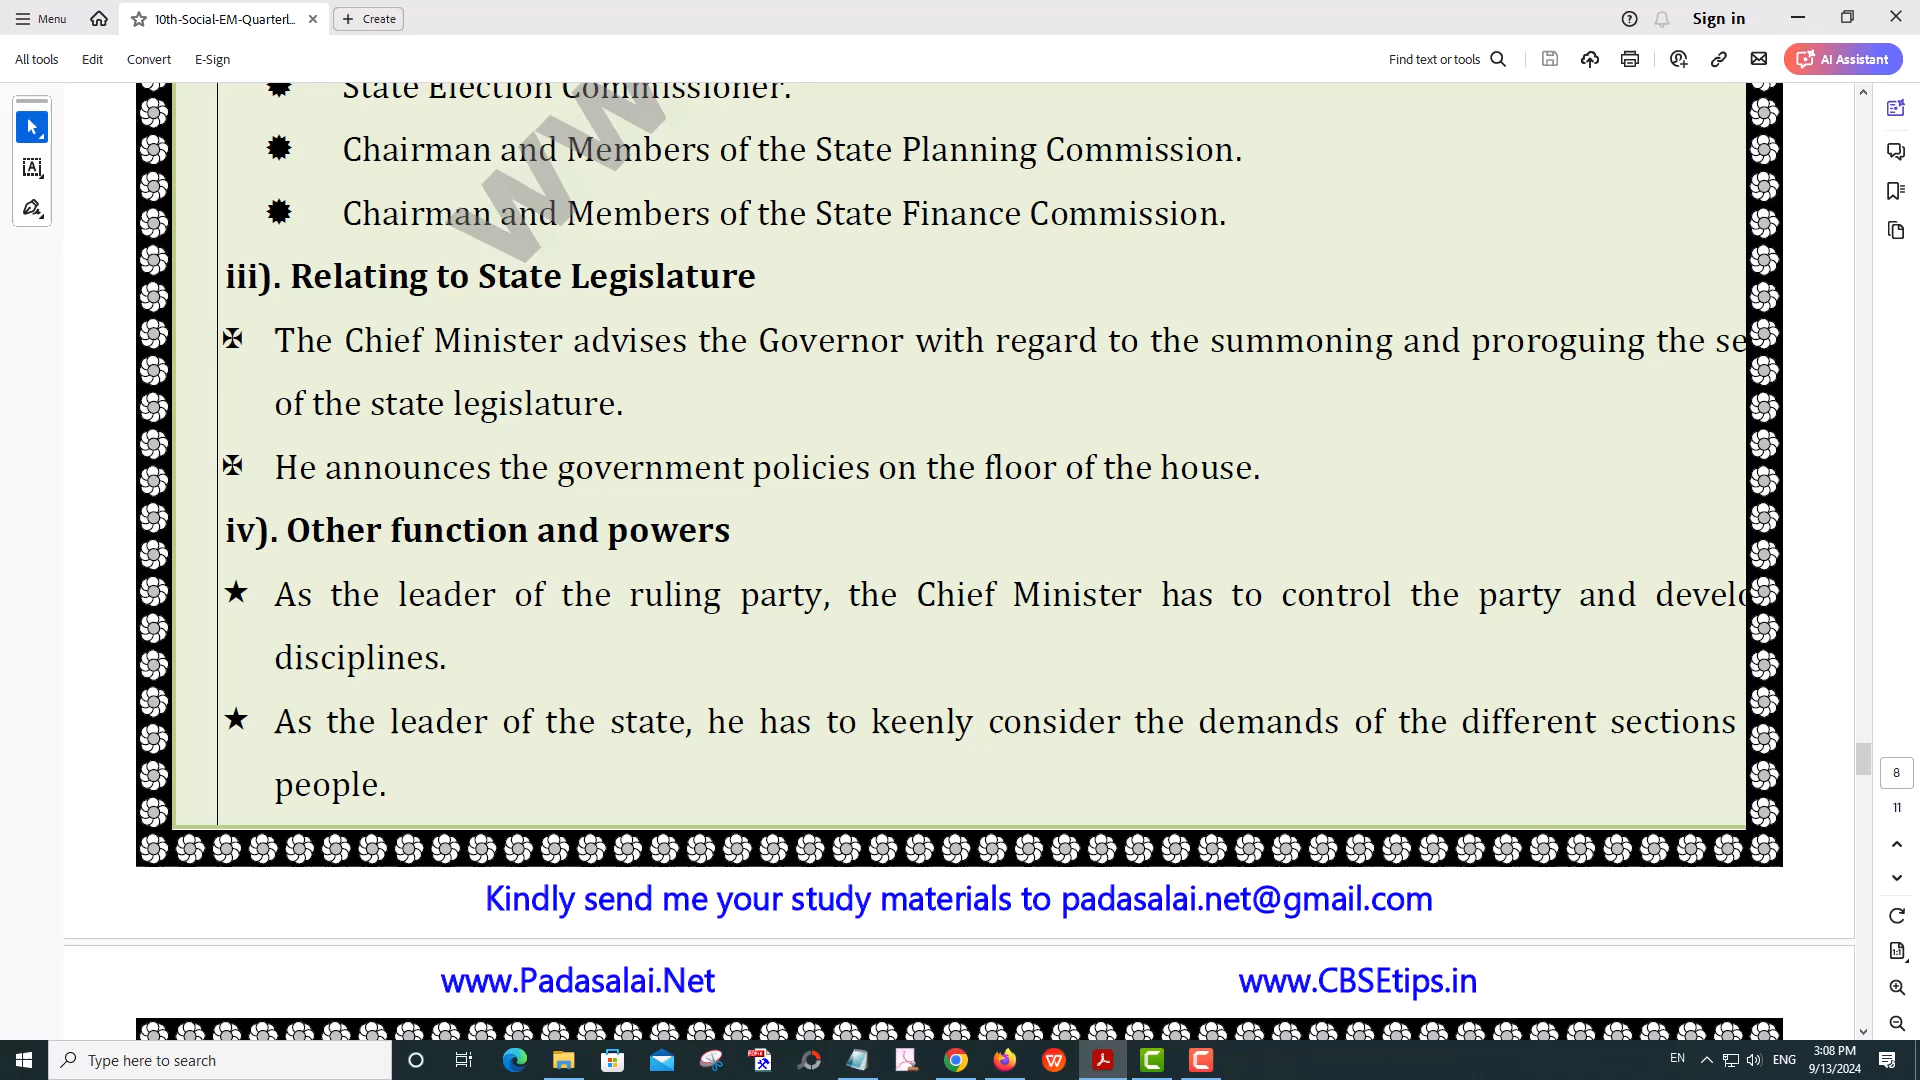 Menu
10th-Social-EM-Quarterl..
Create
Sign in
All tools
Edit
Convert
E-Sign
Find text or tools
AI Assistant
State Election Commissioner.
Chairman and Members of the State Planning Commission.
Chairman and Members of the State Finance Commission.
iii). Relating to State Legislature
The Chief Minister advises the Governor with regard to the summoning and proroguing the se
of the state legislature.
He announces the government policies on the floor of the house.
iv). Other function and powers
As the leader of the ruling party, the Chief Minister has to control the party and develo
disciplines.
As the leader of the state, he has to keenly consider the demands of the different sections
people.
8
11
Kindly send me your study materials to padasalai.net@gmail.com
www.Padasalai.Net
www.CBSEtips.in
Type here to search
EN
ENG
3:08 PM
9/13/2024